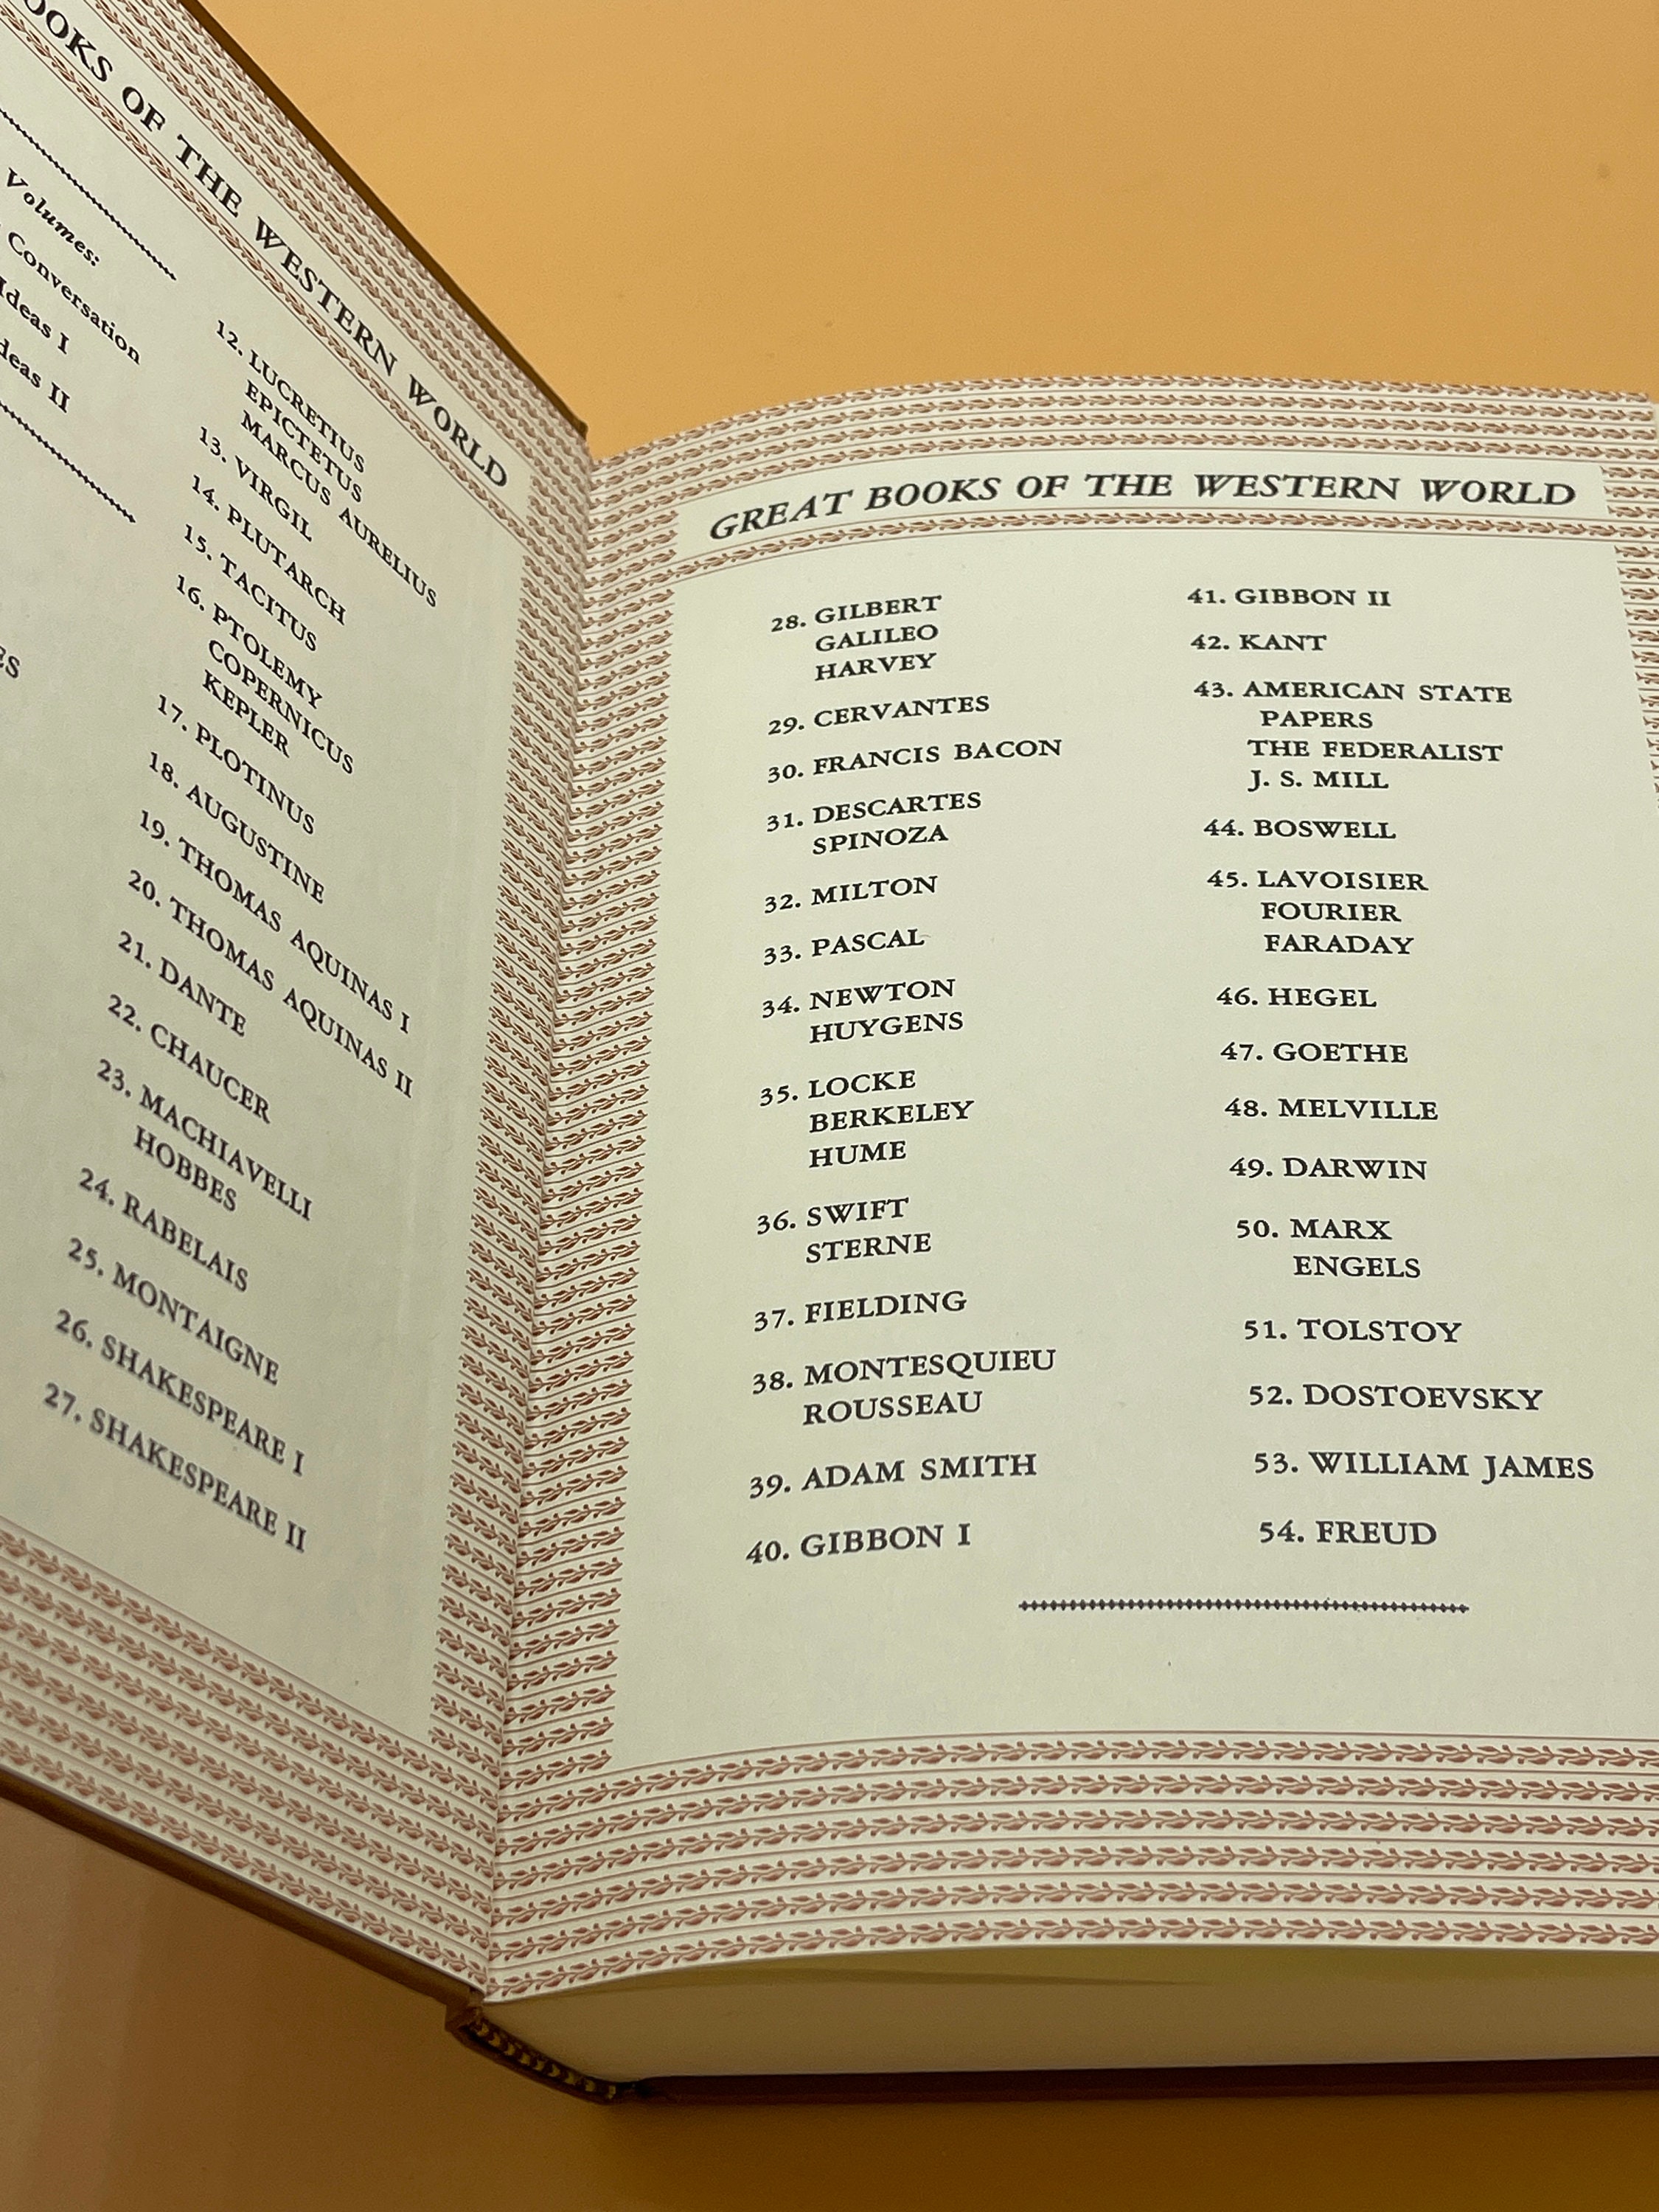 BOOKS OF THE WESTERN WORLD
Volumes:
Conversation
Ideas I
Ideas II
12. LUCRETIUS
EPICTETUS
MARCUS AURELIUS
13. VIRGIL
14. PLUTARCH
15. TACITUS
16. PTOLEMY
COPERNICUS
KEPLER
17. PLOTINUS
18. AUGUSTINE
19. THOMAS AQUINAS I
20. THOMAS AQUINAS II
21. DANTE
22. CHAUCER
23. MACHIAVELLI
HOBBES
24. RABELAIS
25. MONTAIGNE
26. SHAKESPEARE I
27. SHAKESPEARE II
GREAT BOOKS OF THE WESTERN WORLD
28. GILBERT
GALILEO
HARVEY
29. CERVANTES
30. FRANCIS BACON
31. DESCARTES
SPINOZA
32. MILTON
33. PASCAL
34. NEWTON
HUYGENS
35. LOCKE
BERKELEY
HUME
36. SWIFT
STERNE
37. FIELDING
38. MONTESQUIEU
ROUSSEAU
39. ADAM SMITH
40. GIBBON I
41. GIBBON II
42. KANT
43. AMERICAN STATE
PAPERS
THE FEDERALIST
J. S. MILL
44. BOSWELL
45. LAVOISIER
FOURIER
FARADAY
46. HEGEL
47. GOETHE
48. MELVILLE
49. DARWIN
50. MARX
ENGELS
51. TOLSTOY
52. DOSTOEVSKY
53. WILLIAM JAMES
54. FREUD